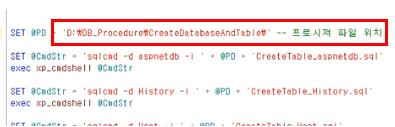 SET @PD = 'D:₩DB_Procedure₩CreateDatabaseAndTable₩' -- 프로시져 파일 위치
SET @CmdStr = 'sqlcmd -d aspnetdb -i ' + @PD + 'CreateTable_aspnetdb.sql'
exec xp_cmdshell @CmdStr
SET @CmdStr = 'sqlcmd -d History -i ' + @PD + 'CreateTable_History.sql'
exec xp_cmdshell @CmdStr
SET @CmdStr = 'sqlcmd -d Host -i ' + @PD + 'CreateTable_Host.sql'